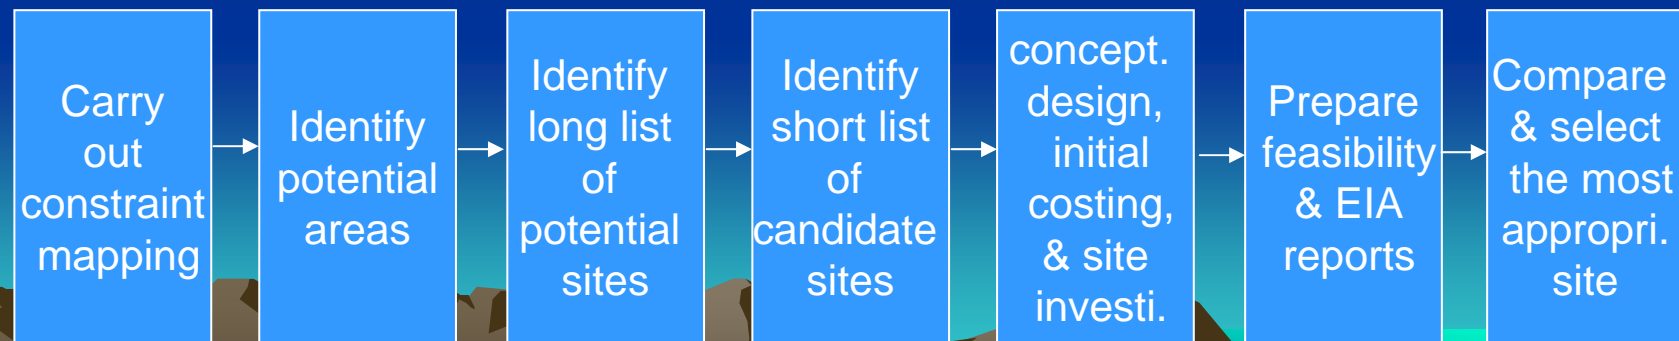 Carry
out
constraint
mapping
Identify
potential
areas
Identify
long list
of
potential
sites
Identify
short list
of
candidate
sites
concept.
design,
initial
costing,
& site
investi.
Prepare
feasibility
& EIA
reports
Compare
& select
the most
appropri.
site